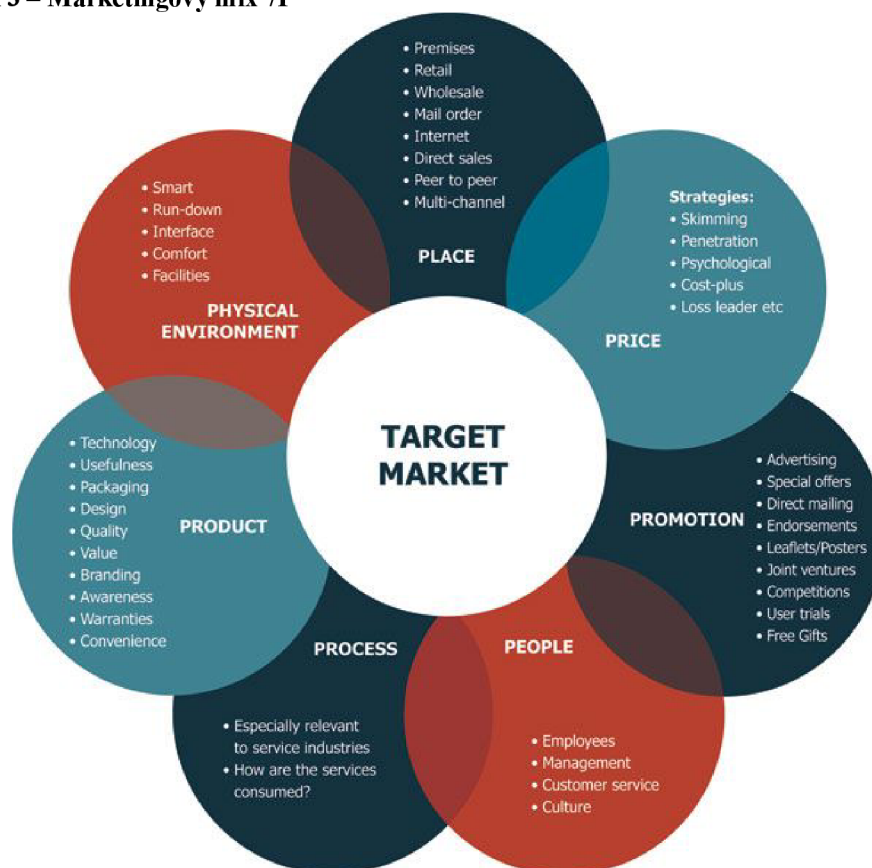 Marketingový mix
• Premises
• Retail
• Wholesale
• Mail order
• Internet
• Direct sales
• Peer to peer
• Multi-channel
PLACE
Strategies:
• Skimming
• Penetration
• Psychological
• Cost-plus
• Loss leader etc
PRICE
• Advertising
• Special offers
• Direct mailing
• Endorsements
• Leaflets/Posters
• Joint ventures
• Competitions
• User trials
• Free Gifts
PROMOTION
PEOPLE
• Employees
• Management
• Customer service
• Culture
PROCESS
• Especially relevant
to service industries
• How are the services
consumed?
• Technology
• Usefulness
• Packaging
• Design
• Quality
• Value
• Branding
• Awareness
• Warranties
• Convenience
PRODUCT
• Smart
• Run-down
• Interface
• Comfort
• Facilities
PHYSICAL
ENVIRONMENT
TARGET
MARKET